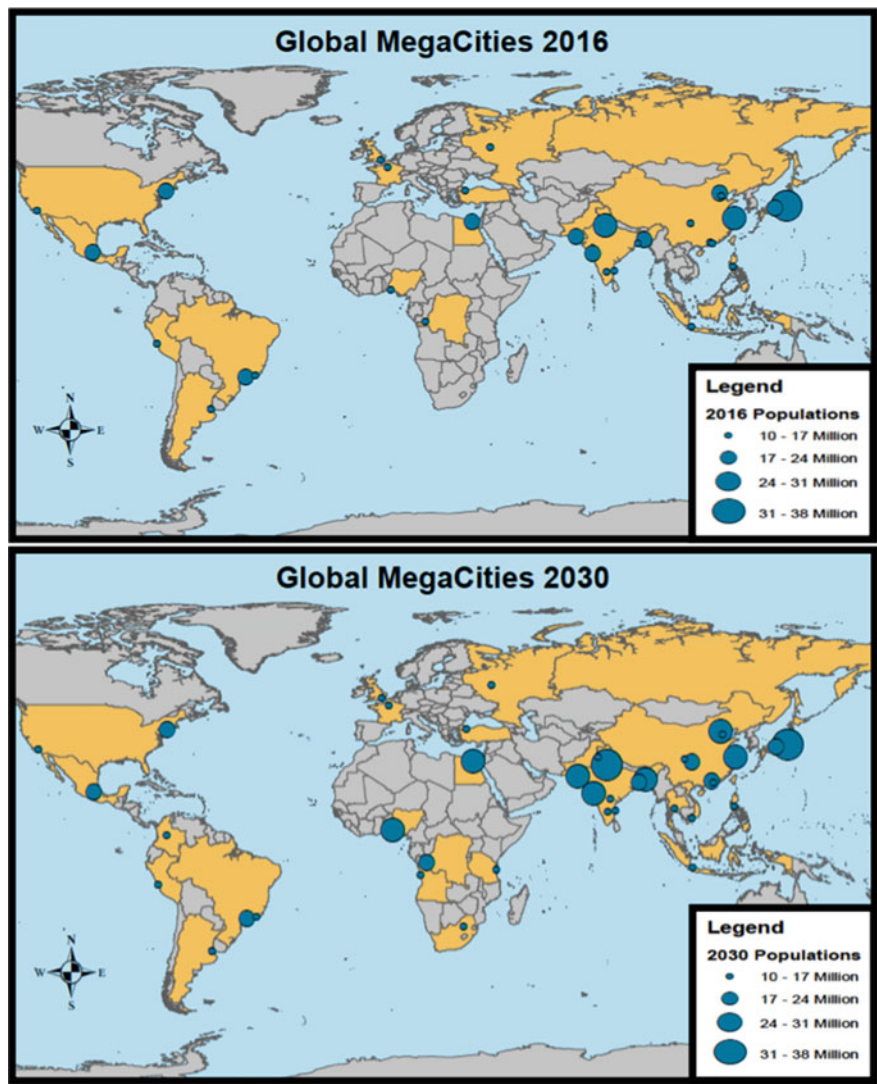 Global MegaCities 2016
N
W E
S
Legend
2016 Populations
10 - 17 Million
17 - 24 Million
24 - 31 Million
31 - 38 Million
Global MegaCities 2030
N
W E
S
Legend
2030 Populations
10 - 17 Million
17 - 24 Million
24 - 31 Million
31 - 38 Million